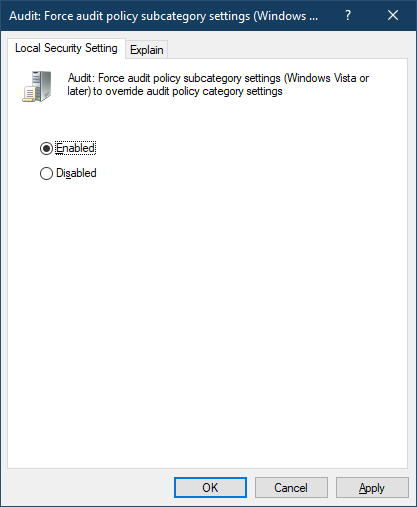 Audit: Force audit policy subcategory settings (Windows ... ?
Local Security Setting Explain
Audit: Force audit policy subcategory settings (Windows Vista or
later) to override audit policy category settings
Enabled
Disabled
OK Cancel Apply